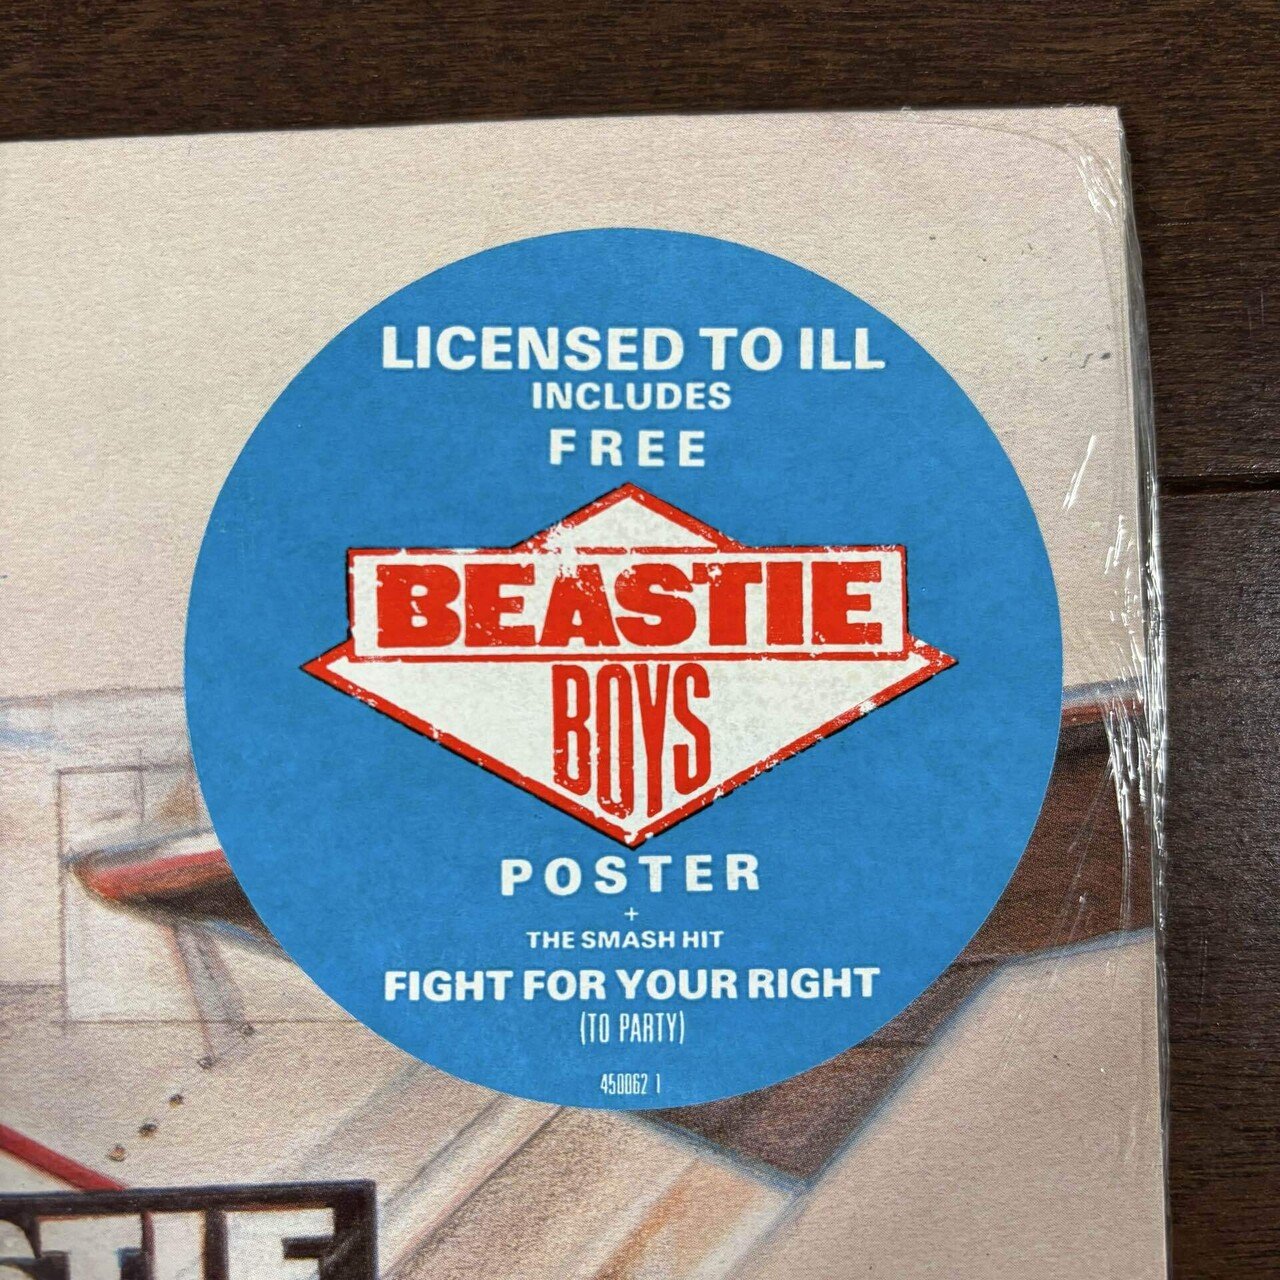 LICENSED TO ILL
INCLUDES
FREE
BEASTIE
BOYS
POSTER
+
THE SMASH HIT
FIGHT FOR YOUR RIGHT
(TO PARTY)
450062 1
STIE